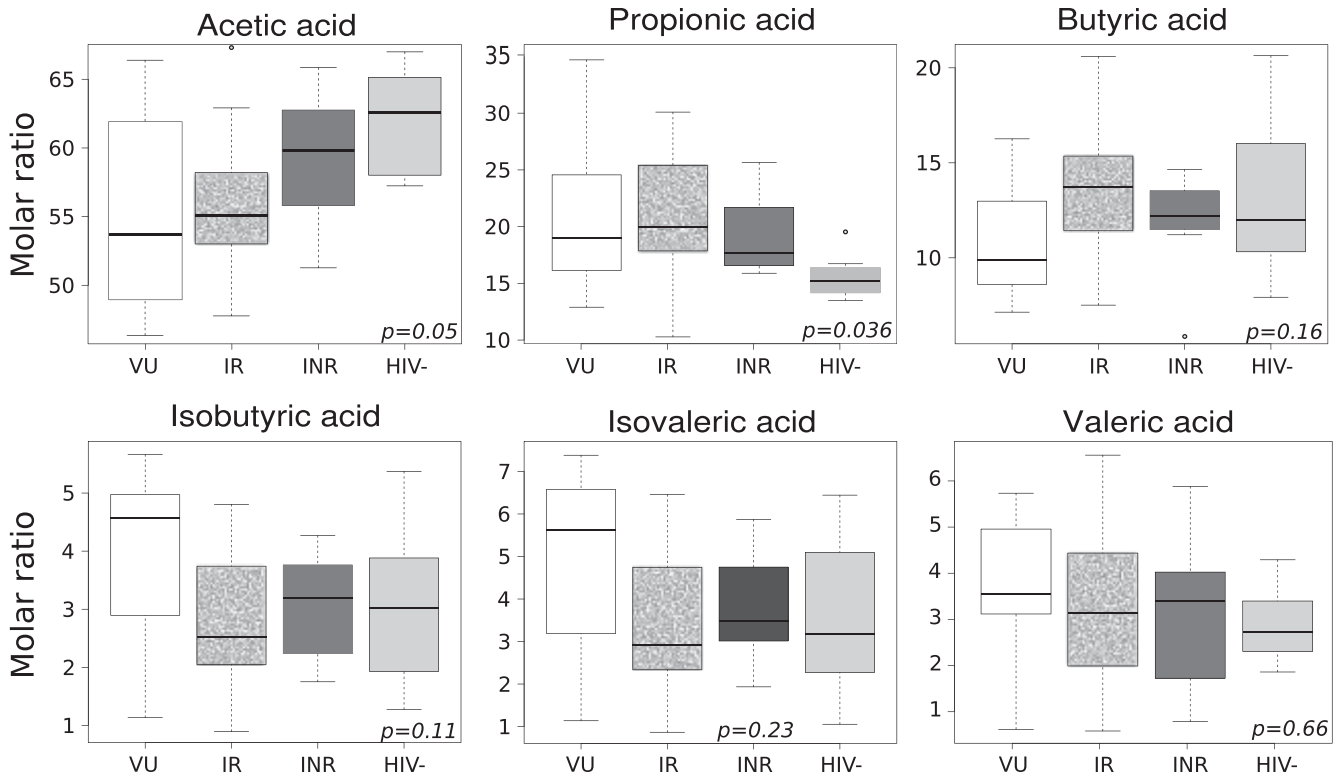 Acetic acid
Propionic acid
Butyric acid
Molar ratio
65
60
55
50
p=0.05
VU IR INR HIV-
35
30
25
20
15
10
p=0.036
VU IR INR HIV-
20
15
10
p=0.16
VU IR INR HIV-
Isobutyric acid
Isovaleric acid
Valeric acid
Molar ratio
5
4
3
2
1
p=0.11
VU IR INR HIV-
7
6
5
4
3
2
1
p=0.23
VU IR INR HIV-
6
5
4
3
2
1
p=0.66
VU IR INR HIV-